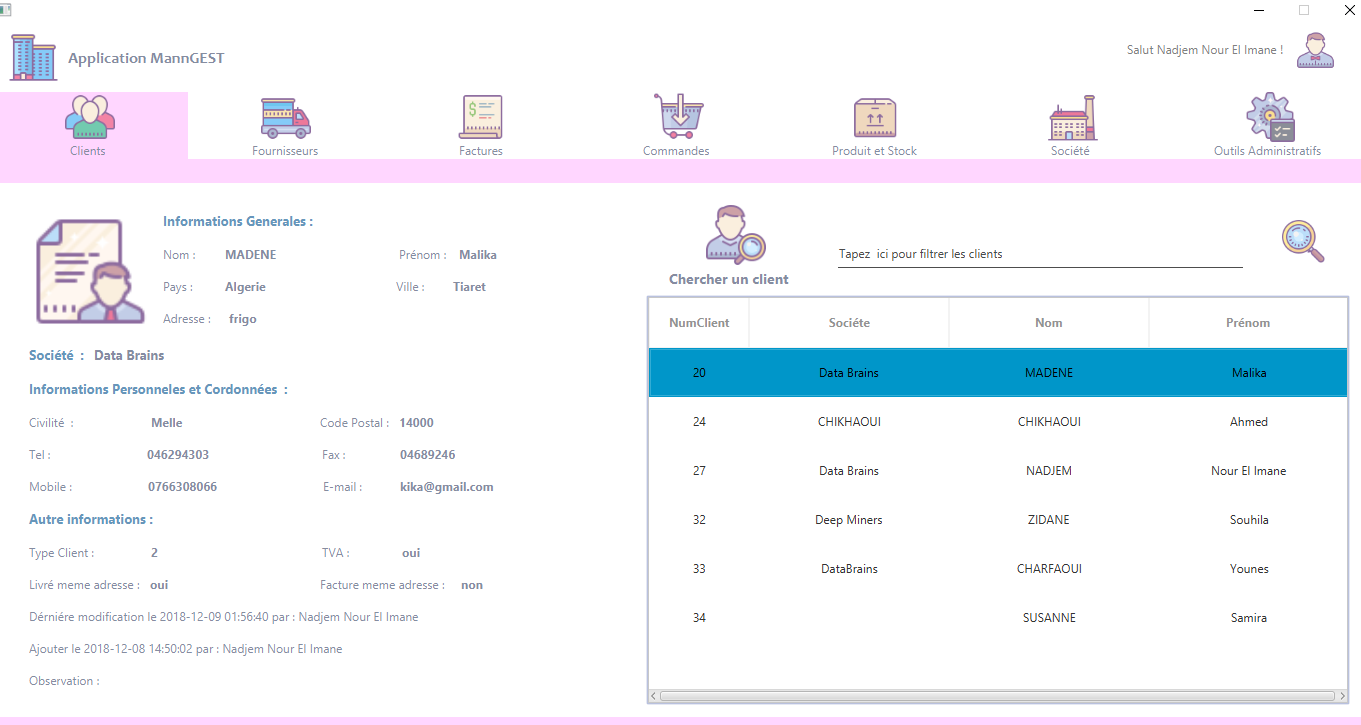 Application MannGEST
Salut Nadjem Nour El Imane !
Clients
Fournisseurs
Factures
Commandes
Produit et Stock
Société
Outils Administratifs
Informations Generales :
Nom : MADENE Prénom : Malika
Pays : Algerie Ville : Tiaret
Adresse : frigo
Société : Data Brains
Informations Personneles et Cordonnées :
Civilité : Melle Code Postal : 14000
Tel : 046294303 Fax : 04689246
Mobile : 0766308066 E-mail : kika@gmail.com
Autre informations :
Type Client : 2 TVA : oui
Livré meme adresse : oui Facture meme adresse : non
Dérniére modification le 2018-12-09 01:56:40 par : Nadjem Nour El Imane
Ajouter le 2018-12-08 14:50:02 par : Nadjem Nour El Imane
Observation :
Chercher un client
Tapez ici pour filtrer les clients
NumClient Sociéte Nom Prénom
20 Data Brains MADENE Malika
24 CHIKHAOUI CHIKHAOUI Ahmed
27 Data Brains NADJEM Nour El Imane
32 Deep Miners ZIDANE Souhila
33 DataBrains CHARFAOUI Younes
34 SUSANNE Samira